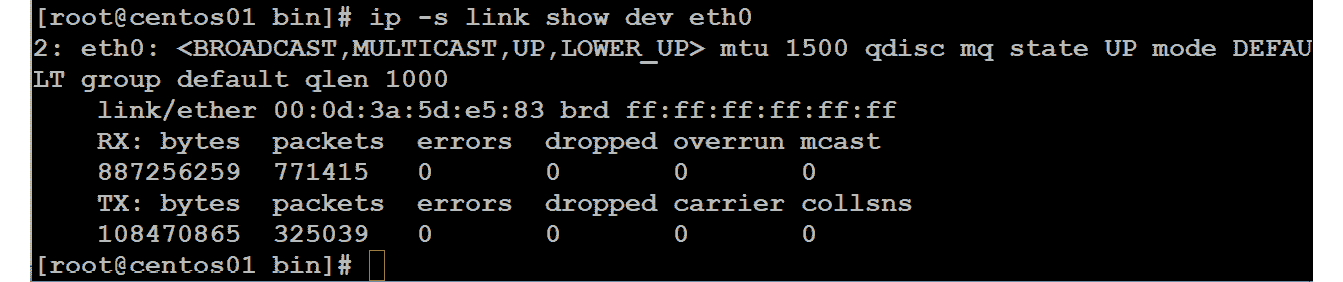 [root@centos01 bin]# ip -s link show dev eth0
2: eth0: <BROADCAST,MULTICAST,UP,LOWER_UP> mtu 1500 qdisc mq state UP mode DEFAU
LT group default qlen 1000
    link/ether 00:0d:3a:5d:e5:83 brd ff:ff:ff:ff:ff:ff
    RX: bytes  packets  errors  dropped overrun mcast
    887256259  771415   0       0       0       0
    TX: bytes  packets  errors  dropped carrier collsns
    108470865  325039   0       0       0       0
[root@centos01 bin]#